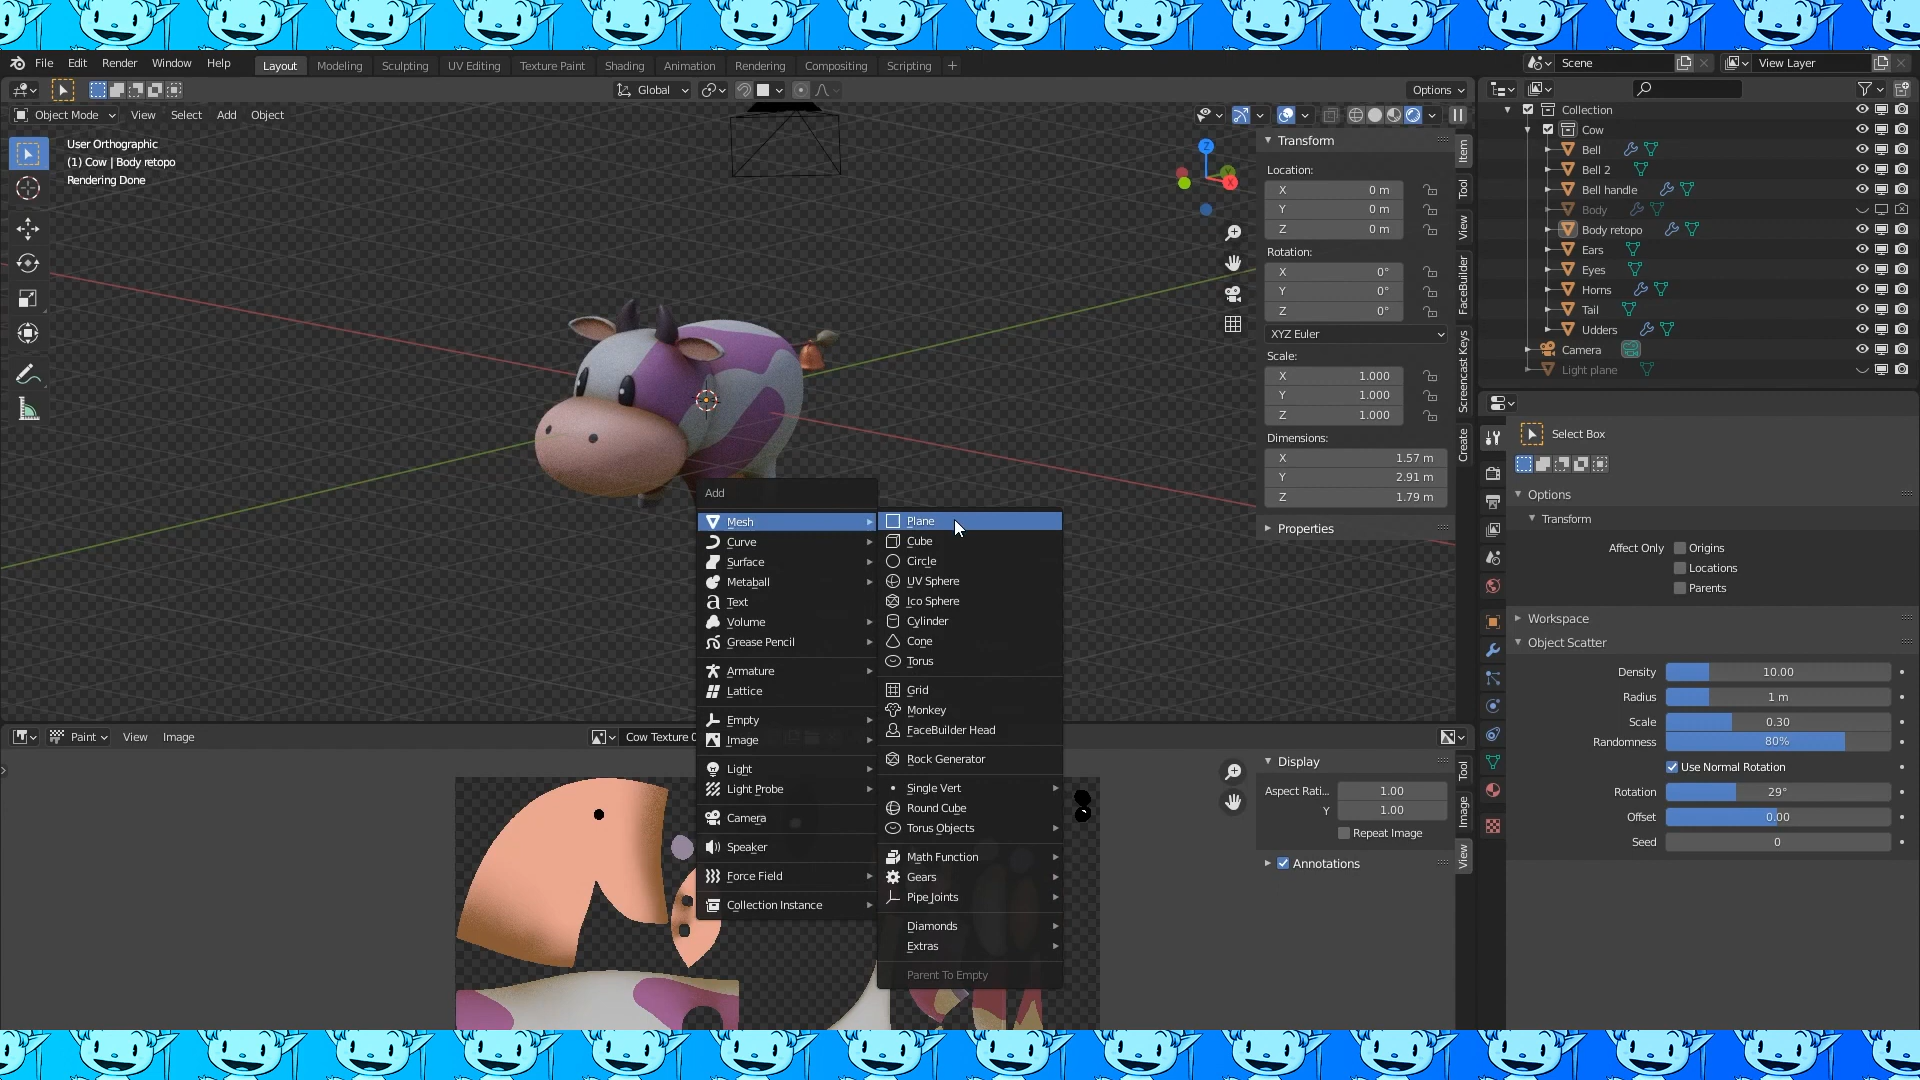 File Edit Render Window Help
Layout Modeling Sculpting UV Editing Texture Paint Shading Animation Rendering Compositing Scripting +
Scene
View Layer
Global
Options
Object Mode View Select Add Object
User Orthographic
(1) Cow | Body retopo
Rendering Done
Z
Y
X
Transform
Location:
X 0 m
Y 0 m
Z 0 m
Rotation:
X 0°
Y 0°
Z 0°
XYZ Euler
Scale:
X 1.000
Y 1.000
Z 1.000
Dimensions:
X 1.57 m
Y 2.91 m
Z 1.79 m
Properties
Item
Tool
View
FaceBuilder
Screencast Keys
Create
Collection
Cow
Bell
Bell 2
Bell handle
Body
Body retopo
Ears
Eyes
Horns
Tail
Udders
Camera
Light plane
Select Box
Options
Transform
Affect Only Origins
Locations
Parents
Workspace
Object Scatter
Density 10.00
Radius 1 m
Scale 0.30
Randomness 80%
Use Normal Rotation
Rotation 29°
Offset 0.00
Seed 0
Add
Mesh
Curve
Surface
Metaball
Text
Volume
Grease Pencil
Armature
Lattice
Empty
Image
Light
Light Probe
Camera
Speaker
Force Field
Collection Instance
Plane
Cube
Circle
UV Sphere
Ico Sphere
Cylinder
Cone
Torus
Grid
Monkey
FaceBuilder Head
Rock Generator
Single Vert
Round Cube
Torus Objects
Math Function
Gears
Pipe Joints
Diamonds
Extras
Parent To Empty
Paint View Image
Cow Texture
Display
Aspect Rati... 1.00
Y 1.00
Repeat Image
Annotations
Tool
Image
View